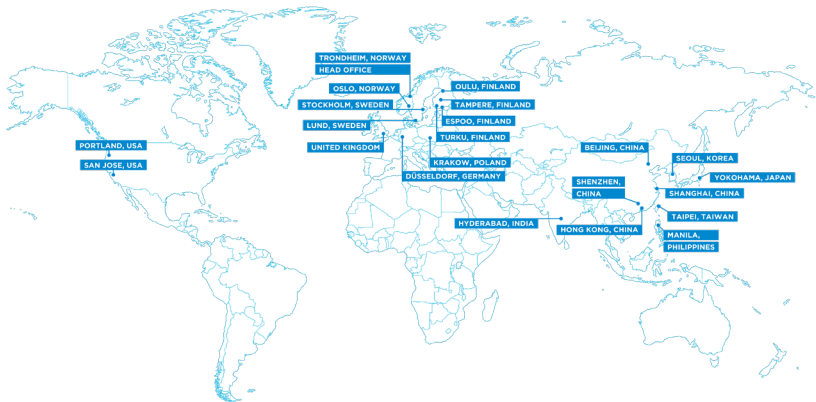 TRONDHEIM, NORWAY
HEAD OFFICE
OSLO, NORWAY
OULU, FINLAND
STOCKHOLM, SWEDEN
TAMPERE, FINLAND
LUND, SWEDEN
ESPOO, FINLAND
TURKU, FINLAND
PORTLAND, USA
UNITED KINGDOM
BEIJING, CHINA
SAN JOSE, USA
KRAKOW, POLAND
SEOUL, KOREA
DÜSSELDORF, GERMANY
YOKOHAMA, JAPAN
SHENZHEN,
CHINA
SHANGHAI, CHINA
TAIPEI, TAIWAN
HYDERABAD, INDIA
HONG KONG, CHINA
MANILA,
PHILIPPINES